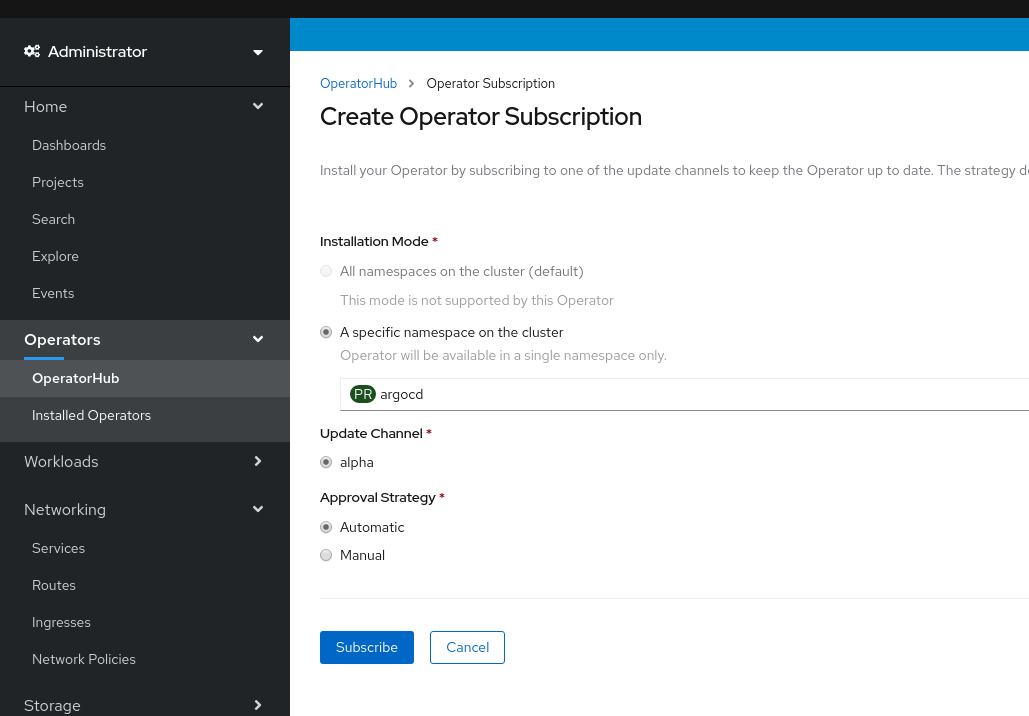 Administrator
Home
Dashboards
Projects
Search
Explore
Events
Operators
OperatorHub
Installed Operators
Workloads
Networking
Services
Routes
Ingresses
Network Policies
Storage
OperatorHub > Operator Subscription
Create Operator Subscription
Install your Operator by subscribing to one of the update channels to keep the Operator up to date. The strategy
Installation Mode *
All namespaces on the cluster (default)
This mode is not supported by this Operator
A specific namespace on the cluster
Operator will be available in a single namespace only.
PR argocd
Update Channel *
alpha
Approval Strategy *
Automatic
Manual
Subscribe Cancel